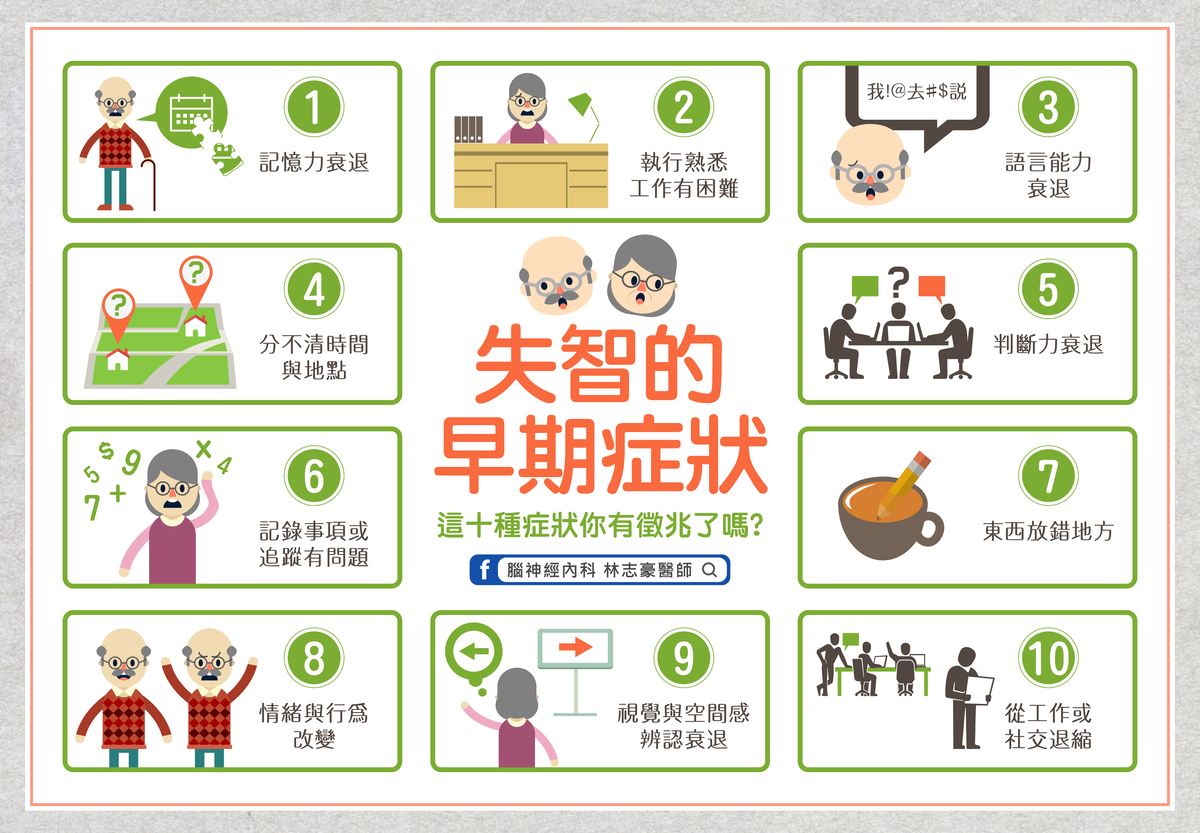 1
記憶力衰退
2
執行熟悉
工作有困難
我!@去#$説
3
語言能力
衰退
?
?
4
分不清時間
與地點
?
5
判斷力衰退
失智的
早期症狀
這十種症狀你有徵兆了嗎?
f 腦神經內科 林志豪醫師
5 $ 9 x 4
7 +
6
記錄事項或
追蹤有問題
7
東西放錯地方
8
情緒與行爲
改變
9
視覺與空間感
辨認衰退
10
從工作或
社交退縮